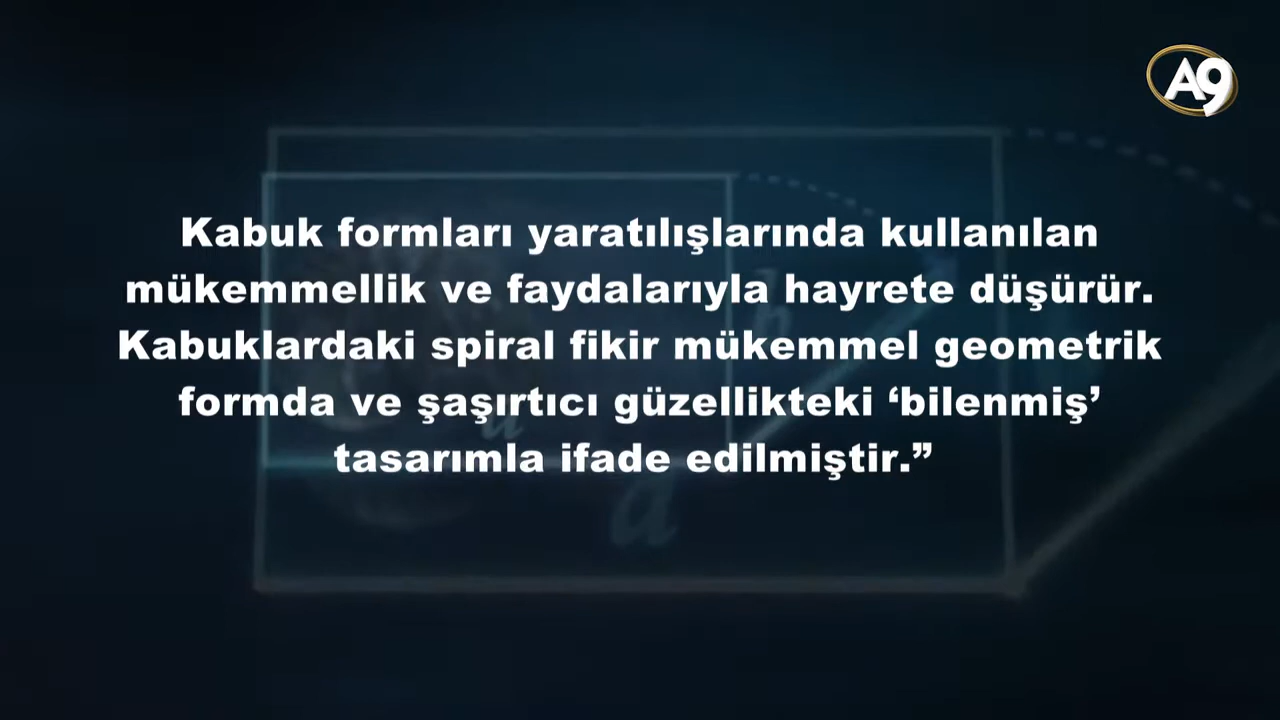 A9
Kabuk formları yaratılışlarında kullanılan
mükemmellik ve faydalarıyla hayrete düşürür.
Kabuklardaki spiral fikir mükemmel geometrik
formda ve şaşırtıcı güzellikteki ‘bilenmiş’
tasarımla ifade edilmiştir.”
b
a
a